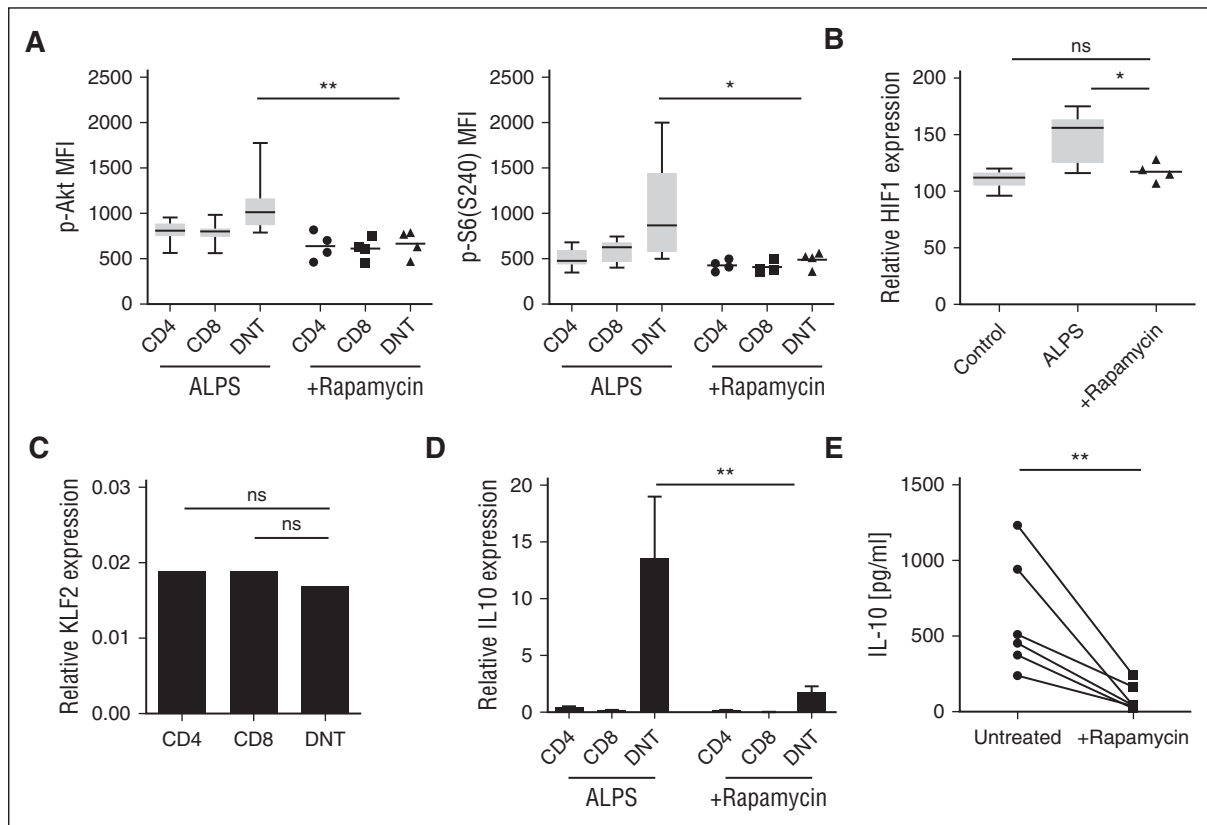 A
p-Akt MFI
2500
2000
1500
1000
500
0
**
CD4
CD8
DNT
CD4
CD8
DNT
ALPS
+Rapamycin
p-S6(S240) MFI
2500
2000
1500
1000
500
0
*
CD4
CD8
DNT
CD4
CD8
DNT
ALPS
+Rapamycin
B
Relative HIF1 expression
200
150
100
50
0
ns
*
Control
ALPS
+Rapamycin
C
Relative KLF2 expression
0.03
0.02
0.01
0.00
ns
ns
CD4
CD8
DNT
D
Relative IL10 expression
20
15
10
5
0
**
CD4
CD8
DNT
CD4
CD8
DNT
ALPS
+Rapamycin
E
IL-10 [pg/ml]
1500
1000
500
0
**
Untreated
+Rapamycin